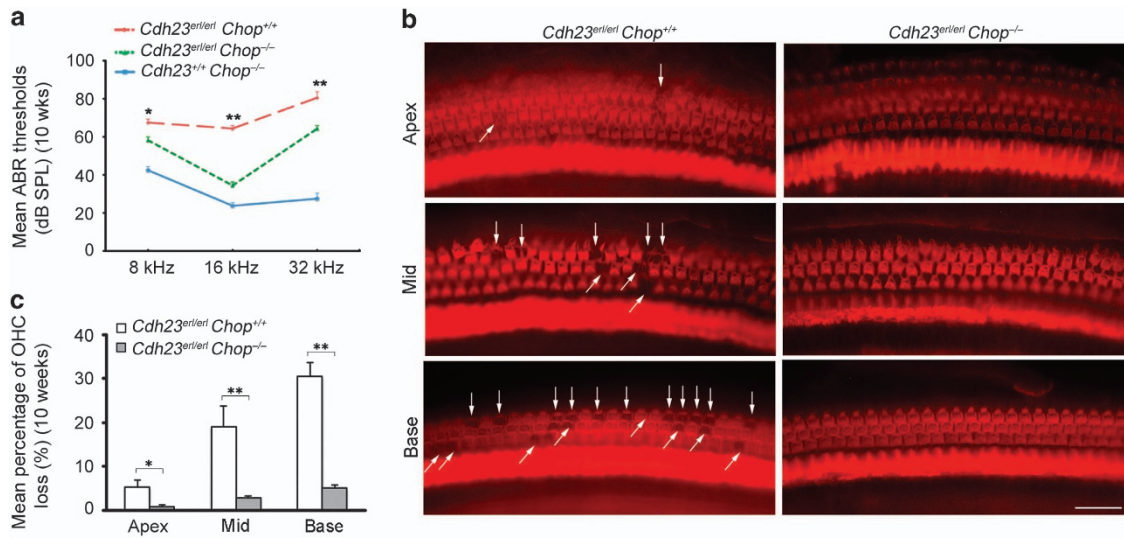 a
Cdh23erl/erl Chop+/+
Cdh23erl/erl Chop–/–
Cdh23+/+ Chop–/–
Mean ABR thresholds
(dB SPL) (10 wks)
100
80
60
40
20
0
*
**
**
8 kHz
16 kHz
32 kHz
b
Cdh23erl/erl Chop+/+
Cdh23erl/erl Chop–/–
Apex
Mid
Base
c
Cdh23erl/erl Chop+/+
Cdh23erl/erl Chop–/–
Mean percentage of OHC
loss (%) (10 weeks)
40
30
20
10
0
*
**
**
Apex
Mid
Base